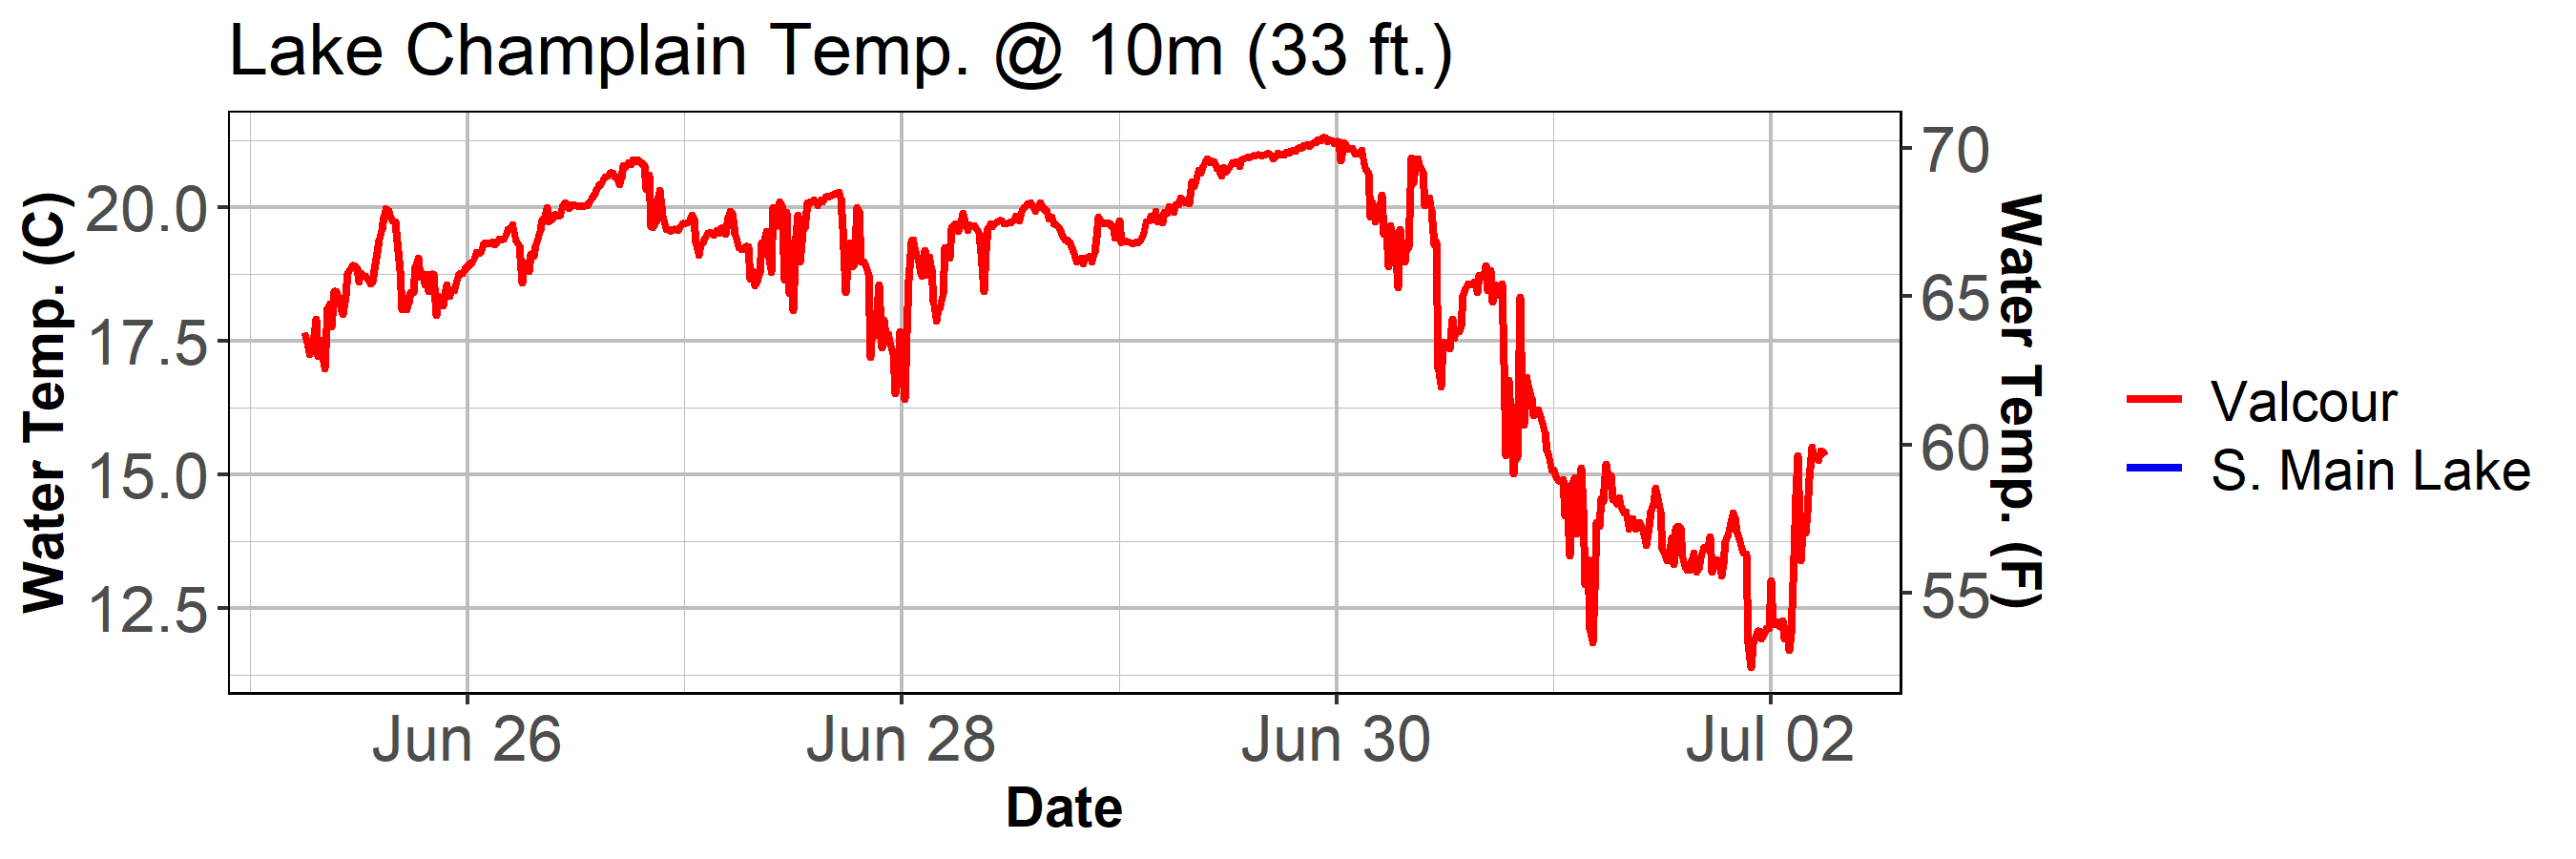 Lake Champlain Temp. @ 10m (33 ft.)
Water Temp. (C)
20.0
17.5
15.0
12.5
70
65
60
55
Water Temp. (F)
Valcour
S. Main Lake
Jun 26
Jun 28
Jun 30
Jul 02
Date